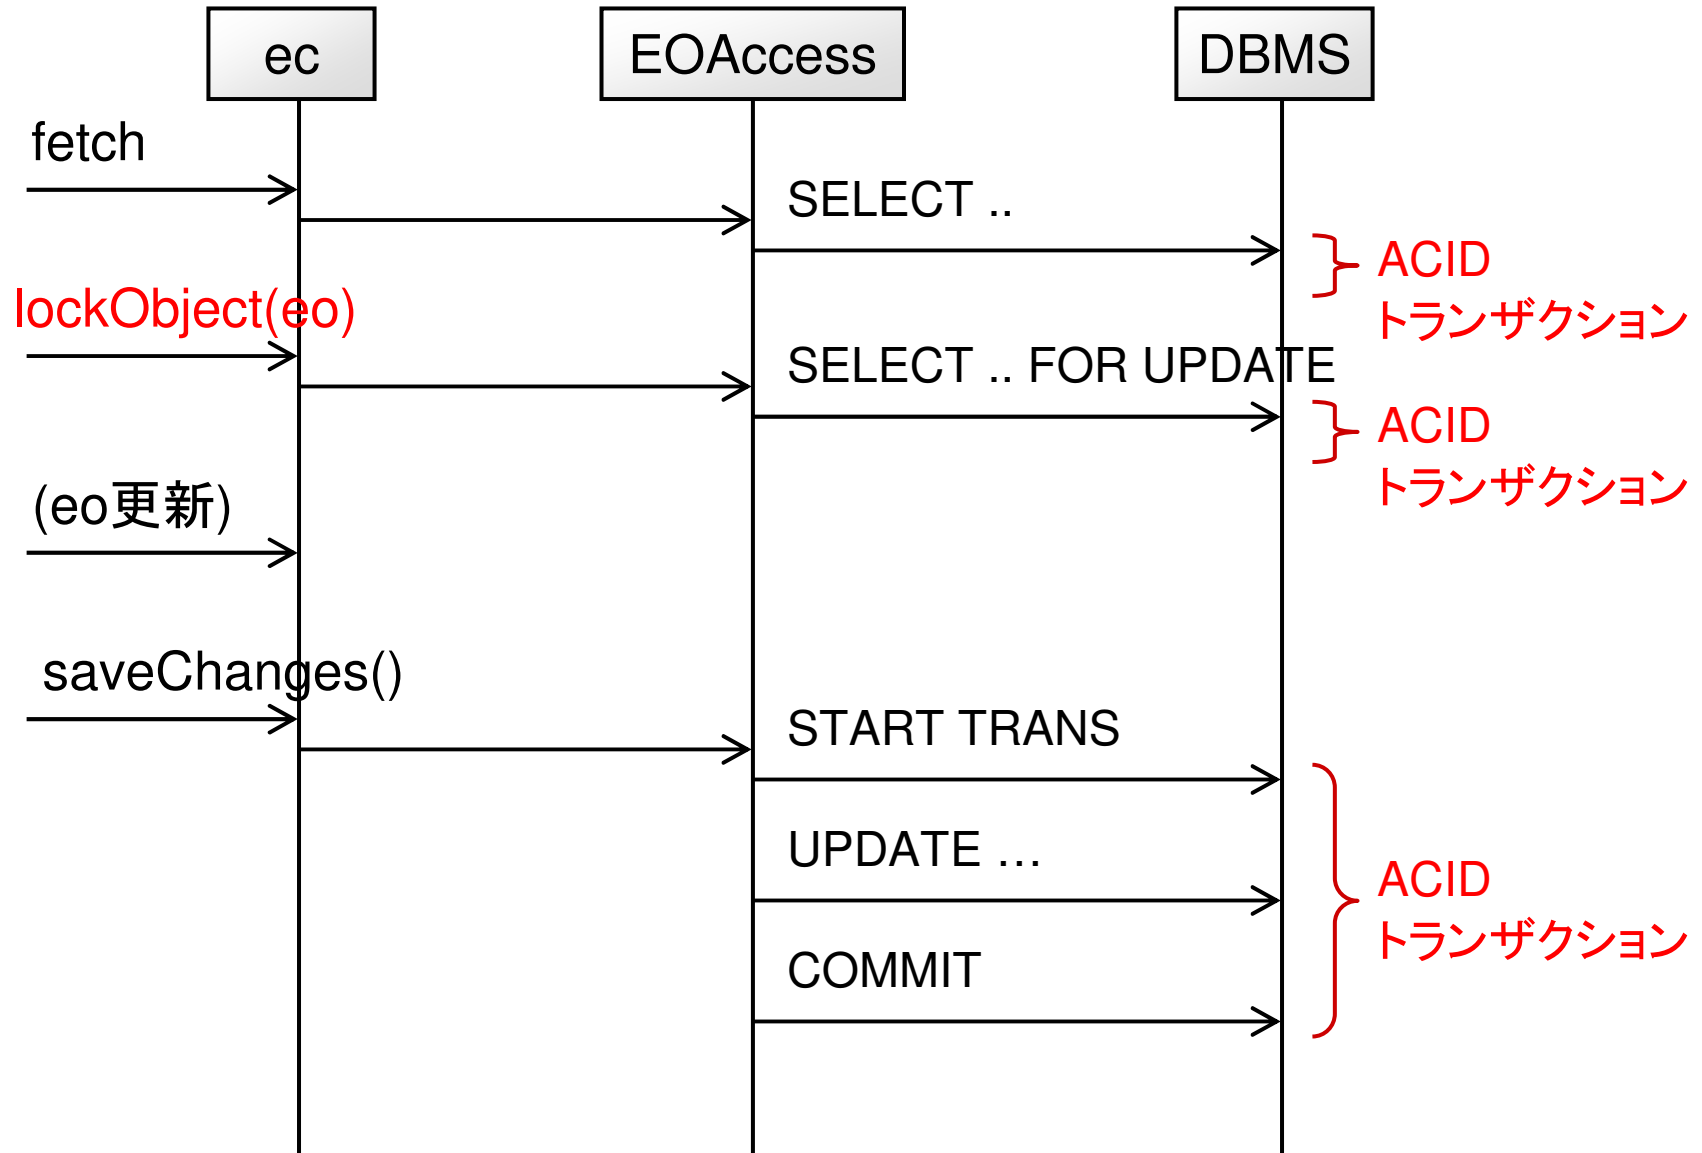 ec
EOAccess
DBMS
fetch
SELECT ..
ACID
トランザクション
lockObject(eo)
SELECT .. FOR UPDATE
ACID
トランザクション
(eo更新)
saveChanges()
START TRANS
UPDATE …
ACID
トランザクション
COMMIT